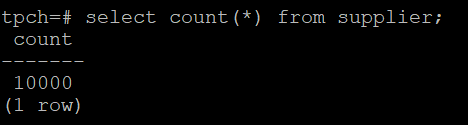 tpch=# select count(*) from supplier;
 count
-------
 10000
(1 row)